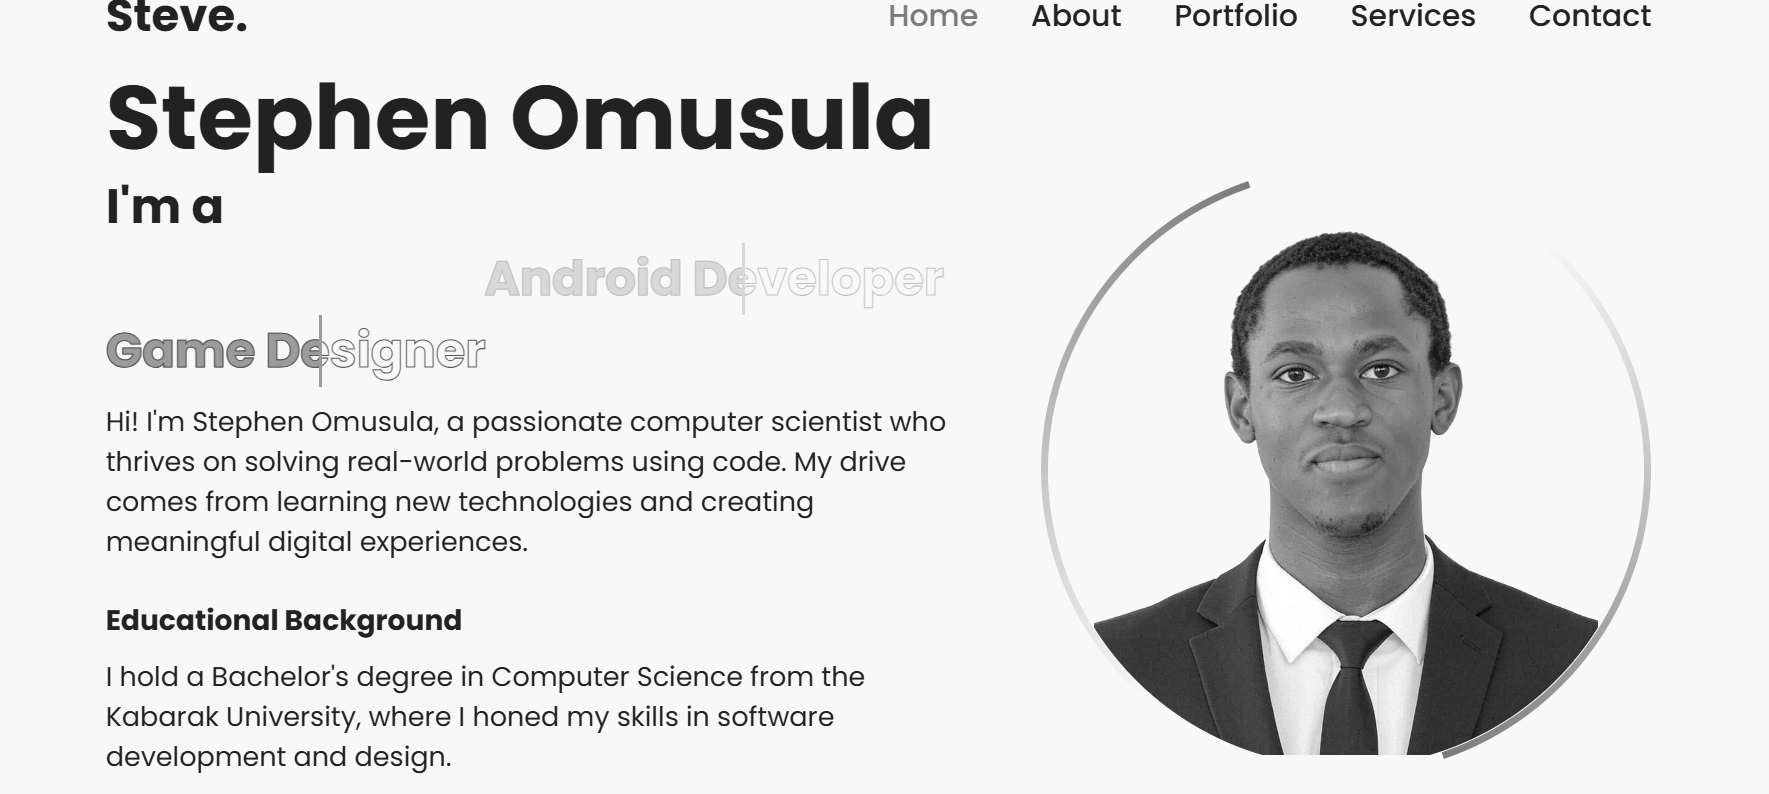 Steve.
Home About Portfolio Services Contact
Stephen Omusula
I'm a
Android Developer
Game Designer
Hi! I'm Stephen Omusula, a passionate computer scientist who
thrives on solving real-world problems using code. My drive
comes from learning new technologies and creating
meaningful digital experiences.
Educational Background
I hold a Bachelor's degree in Computer Science from the
Kabarak University, where I honed my skills in software
development and design.